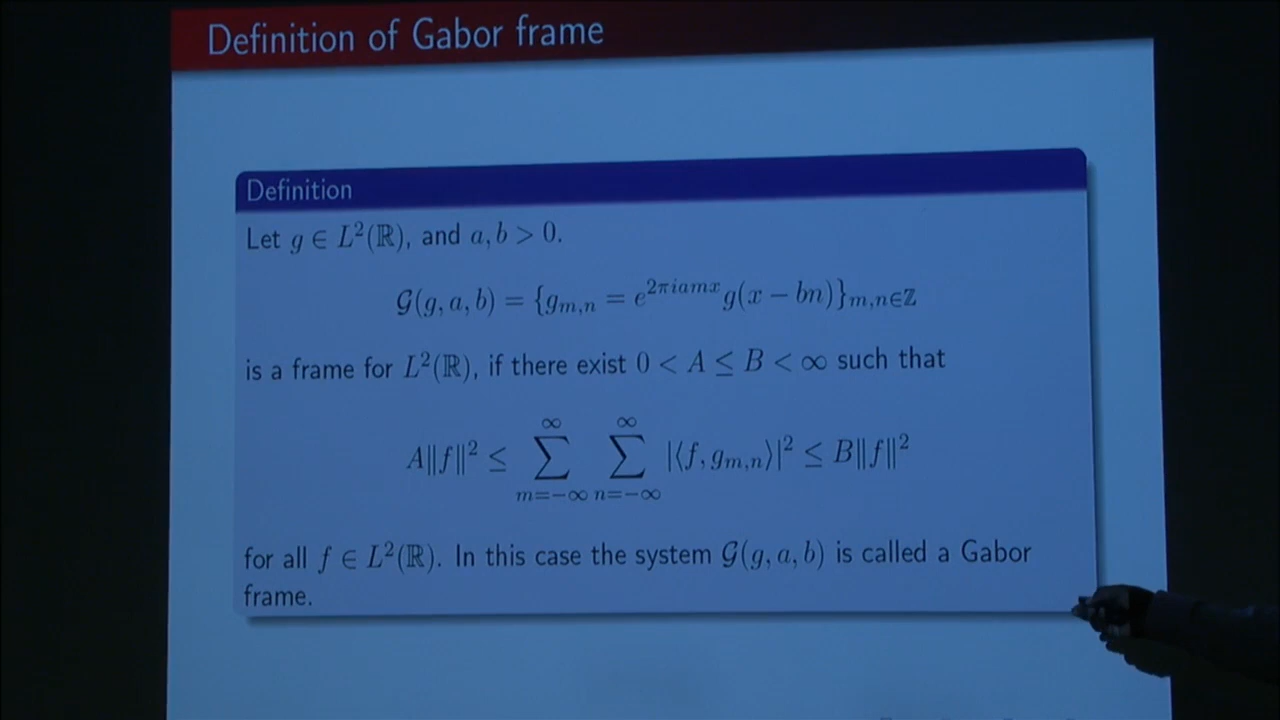 Definition of Gabor frame
Definition
Let g ∈ L²(ℝ), and a, b > 0.
𝒢(g, a, b) = {g_{m,n} = e^{2πiamx} g(x − bn)}_{m,n∈ℤ}
is a frame for L²(ℝ), if there exist 0 < A ≤ B < ∞ such that
A‖f‖² ≤ ∑_{m=−∞}^{∞} ∑_{n=−∞}^{∞} |⟨f, g_{m,n}⟩|² ≤ B‖f‖²
for all f ∈ L²(ℝ). In this case the system 𝒢(g, a, b) is called a Gabor
frame.